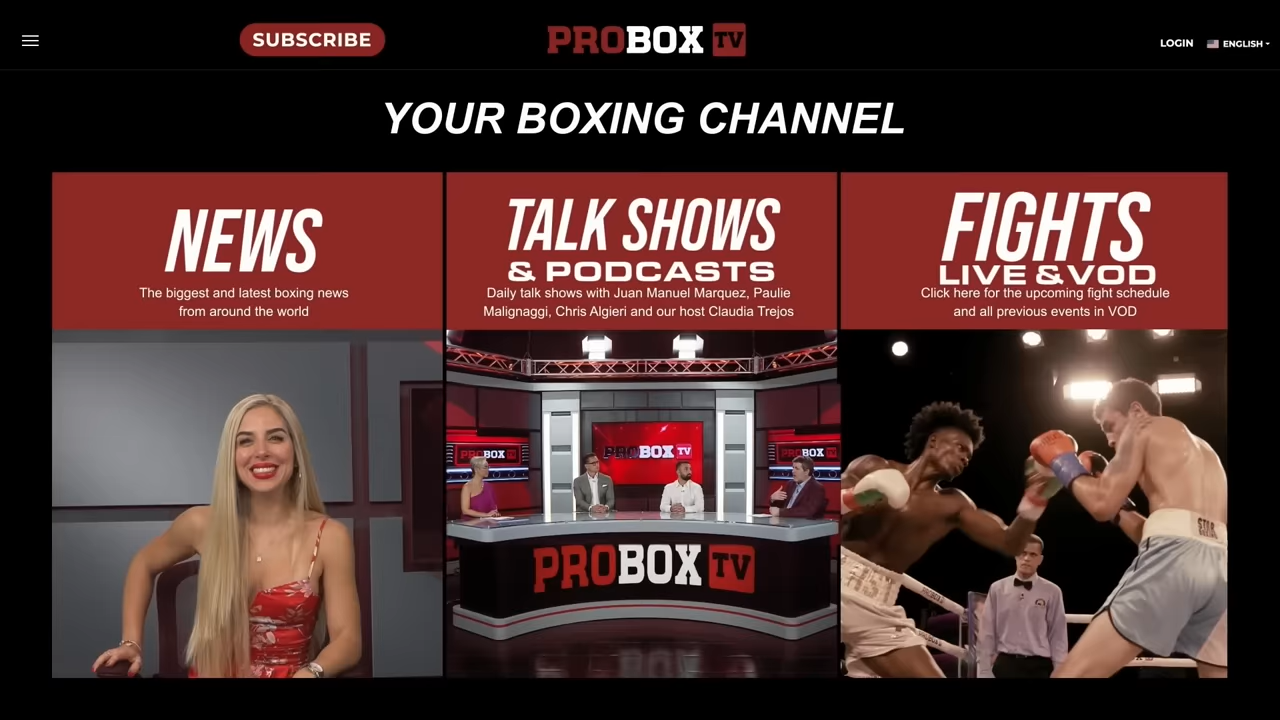 SUBSCRIBE
PROBOX TV
LOGIN
ENGLISH
YOUR BOXING CHANNEL
NEWS
The biggest and latest boxing news
from around the world
TALK SHOWS
& PODCASTS
Daily talk shows with Juan Manuel Marquez, Paulie
Malignaggi, Chris Algieri and our host Claudia Trejos
FIGHTS
LIVE & VOD
Click here for the upcoming fight schedule
and all previous events in VOD
PROBOX TV
PROBOX TV
PROBOX TV
PROBOX TV
STAR